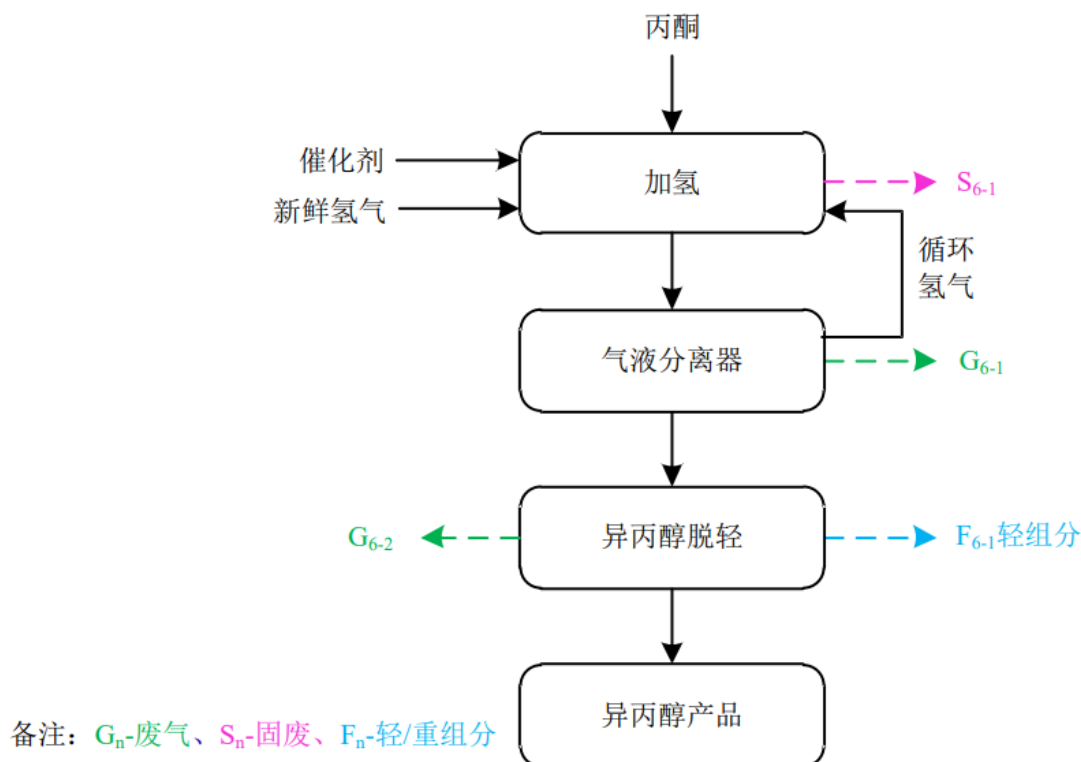 丙酮
催化剂
新鲜氢气
加氢
S6-1
循环
氢气
气液分离器
G6-1
G6-2
异丙醇脱轻
F6-1轻组分
异丙醇产品
备注：Gn-废气、Sn-固废、Fn-轻/重组分